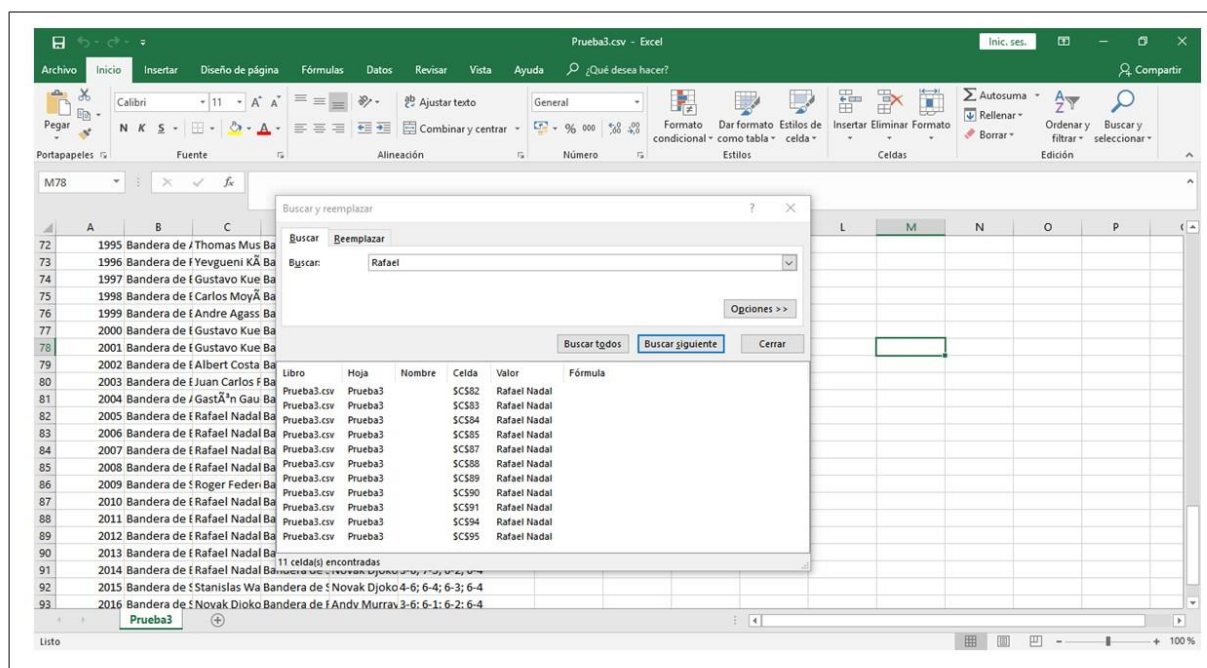 Prueba3.csv - Excel
Inic. ses.
Archivo Inicio Insertar Diseño de página Fórmulas Datos Revisar Vista Ayuda ¿Qué desea hacer? Compartir
Pegar
Calibri 11
N K S
Ajustar texto
Combinar y centrar
General
% 000
Formato condicional
Dar formato como tabla
Estilos de celda
Insertar Eliminar Formato
Autosuma
Rellenar
Borrar
Ordenar y filtrar
Buscar y seleccionar
Portapapeles Fuente Alineación Número Estilos Celdas Edición
M78 fx
Buscar y reemplazar ? ×
Buscar Reemplazar
Buscar: Rafael
Opciones >>
Buscar todos Buscar siguiente Cerrar
Libro Hoja Nombre Celda Valor Fórmula
Prueba3.csv Prueba3 $C$82 Rafael Nadal
Prueba3.csv Prueba3 $C$83 Rafael Nadal
Prueba3.csv Prueba3 $C$84 Rafael Nadal
Prueba3.csv Prueba3 $C$85 Rafael Nadal
Prueba3.csv Prueba3 $C$87 Rafael Nadal
Prueba3.csv Prueba3 $C$88 Rafael Nadal
Prueba3.csv Prueba3 $C$89 Rafael Nadal
Prueba3.csv Prueba3 $C$90 Rafael Nadal
Prueba3.csv Prueba3 $C$91 Rafael Nadal
Prueba3.csv Prueba3 $C$94 Rafael Nadal
Prueba3.csv Prueba3 $C$95 Rafael Nadal
11 celda(s) encontradas
A B C L M N O P
72 1995 Bandera de Thomas Mus Ba
73 1996 Bandera de Yevgueni KÃ Ba
74 1997 Bandera de Gustavo Kue Ba
75 1998 Bandera de Carlos MoyÃ Ba
76 1999 Bandera de Andre Agass Ba
77 2000 Bandera de Gustavo Kue Ba
78 2001 Bandera de Gustavo Kue Ba
79 2002 Bandera de Albert Costa Ba
80 2003 Bandera de Juan Carlos F Ba
81 2004 Bandera de GastÃ³n Gau Ba
82 2005 Bandera de Rafael Nadal Ba
83 2006 Bandera de Rafael Nadal Ba
84 2007 Bandera de Rafael Nadal Ba
85 2008 Bandera de Rafael Nadal Ba
86 2009 Bandera de Roger Feder Ba
87 2010 Bandera de Rafael Nadal Ba
88 2011 Bandera de Rafael Nadal Ba
89 2012 Bandera de Rafael Nadal Ba
90 2013 Bandera de Rafael Nadal Ba
91 2014 Bandera de Rafael Nadal Bandera de Novak Djoko 3-6; 7-5; 6-2; 6-4
92 2015 Bandera de S Stanislas Wa Bandera de S Novak Djoko 4-6; 6-4; 6-3; 6-4
93 2016 Bandera de S Novak Djoko Bandera de Andy Murray 3-6; 6-1; 6-2; 6-4
Prueba3
Listo
100 %